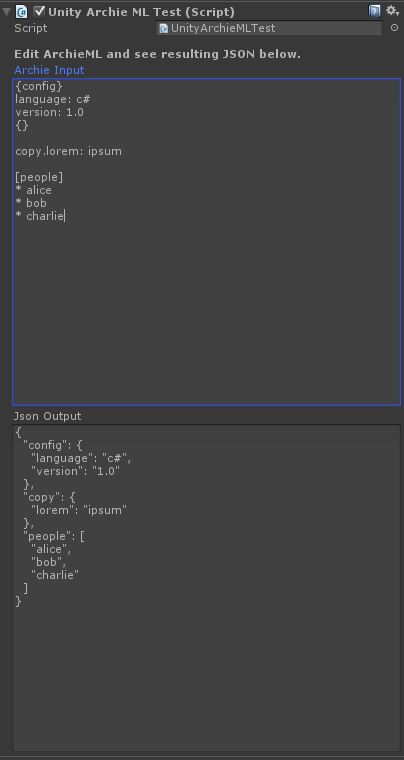 Unity Archie ML Test (Script)
Script UnityArchieMLTest
Edit ArchieML and see resulting JSON below.
Archie Input
{config}
language: c#
version: 1.0
{}
copy.lorem: ipsum
[people]
* alice
* bob
* charlie
Json Output
{
"config": {
"language": "c#",
"version": "1.0"
},
"copy": {
"lorem": "ipsum"
},
"people": [
"alice",
"bob",
"charlie"
]
}